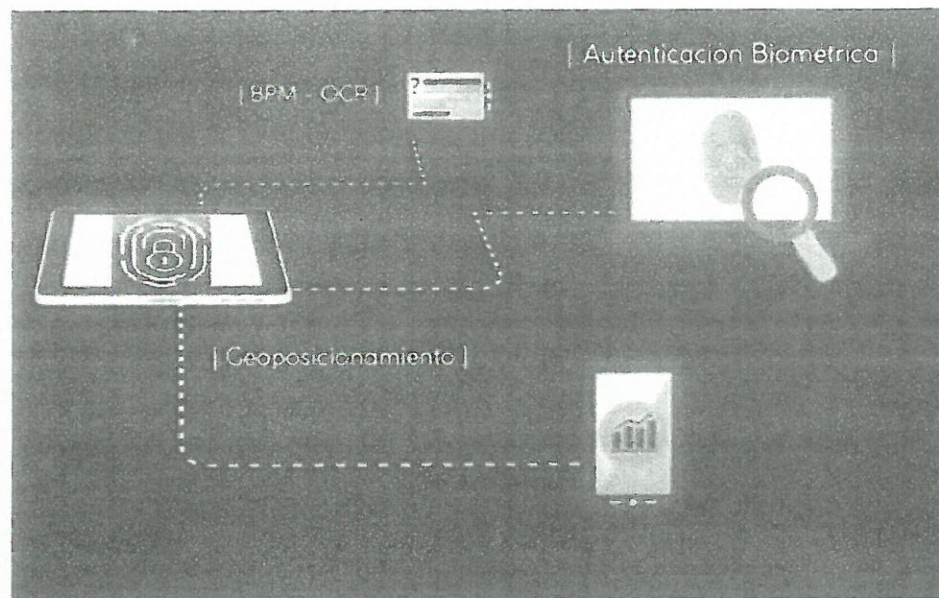 | Autenticación Biométrica |
| BPM - OCR |
?
| Geoposicionamiento |